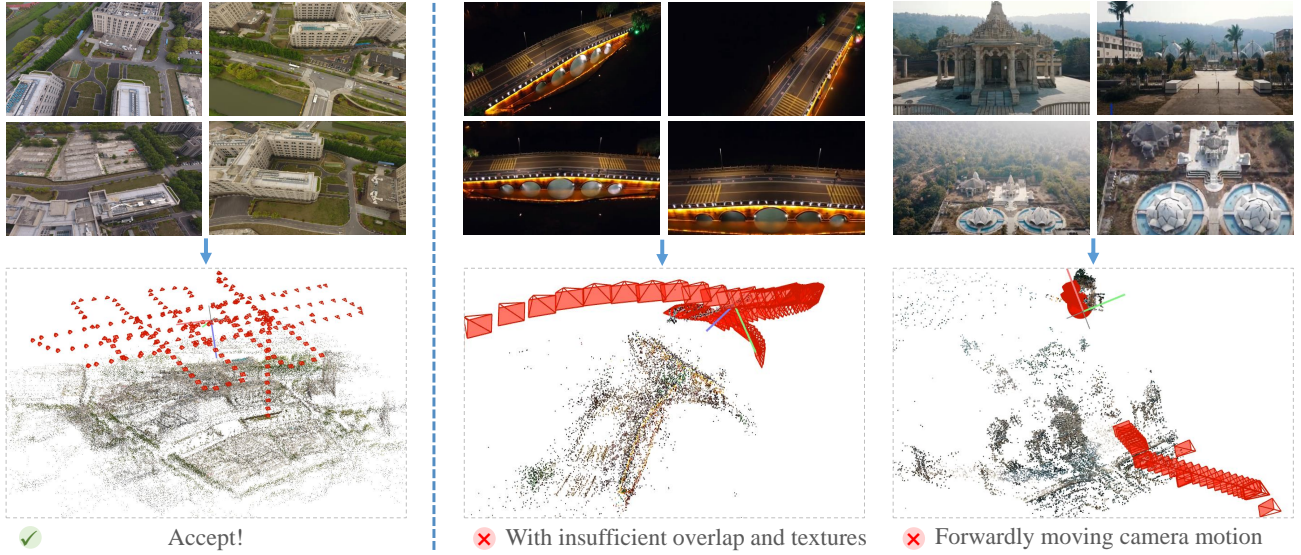 Accept!
With insufficient overlap and textures
Forwardly moving camera motion